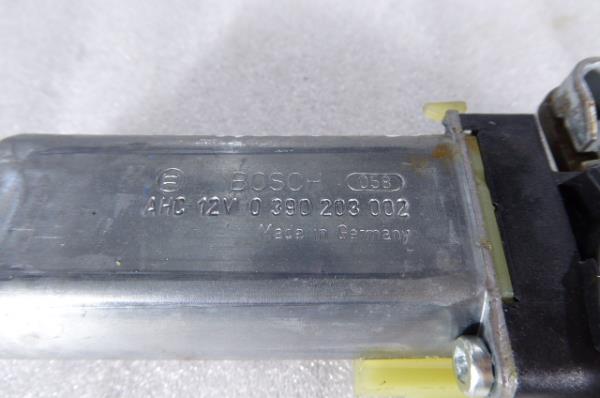 BOSCH 058
AHC 12V 0 390 203 002
Made in Germany